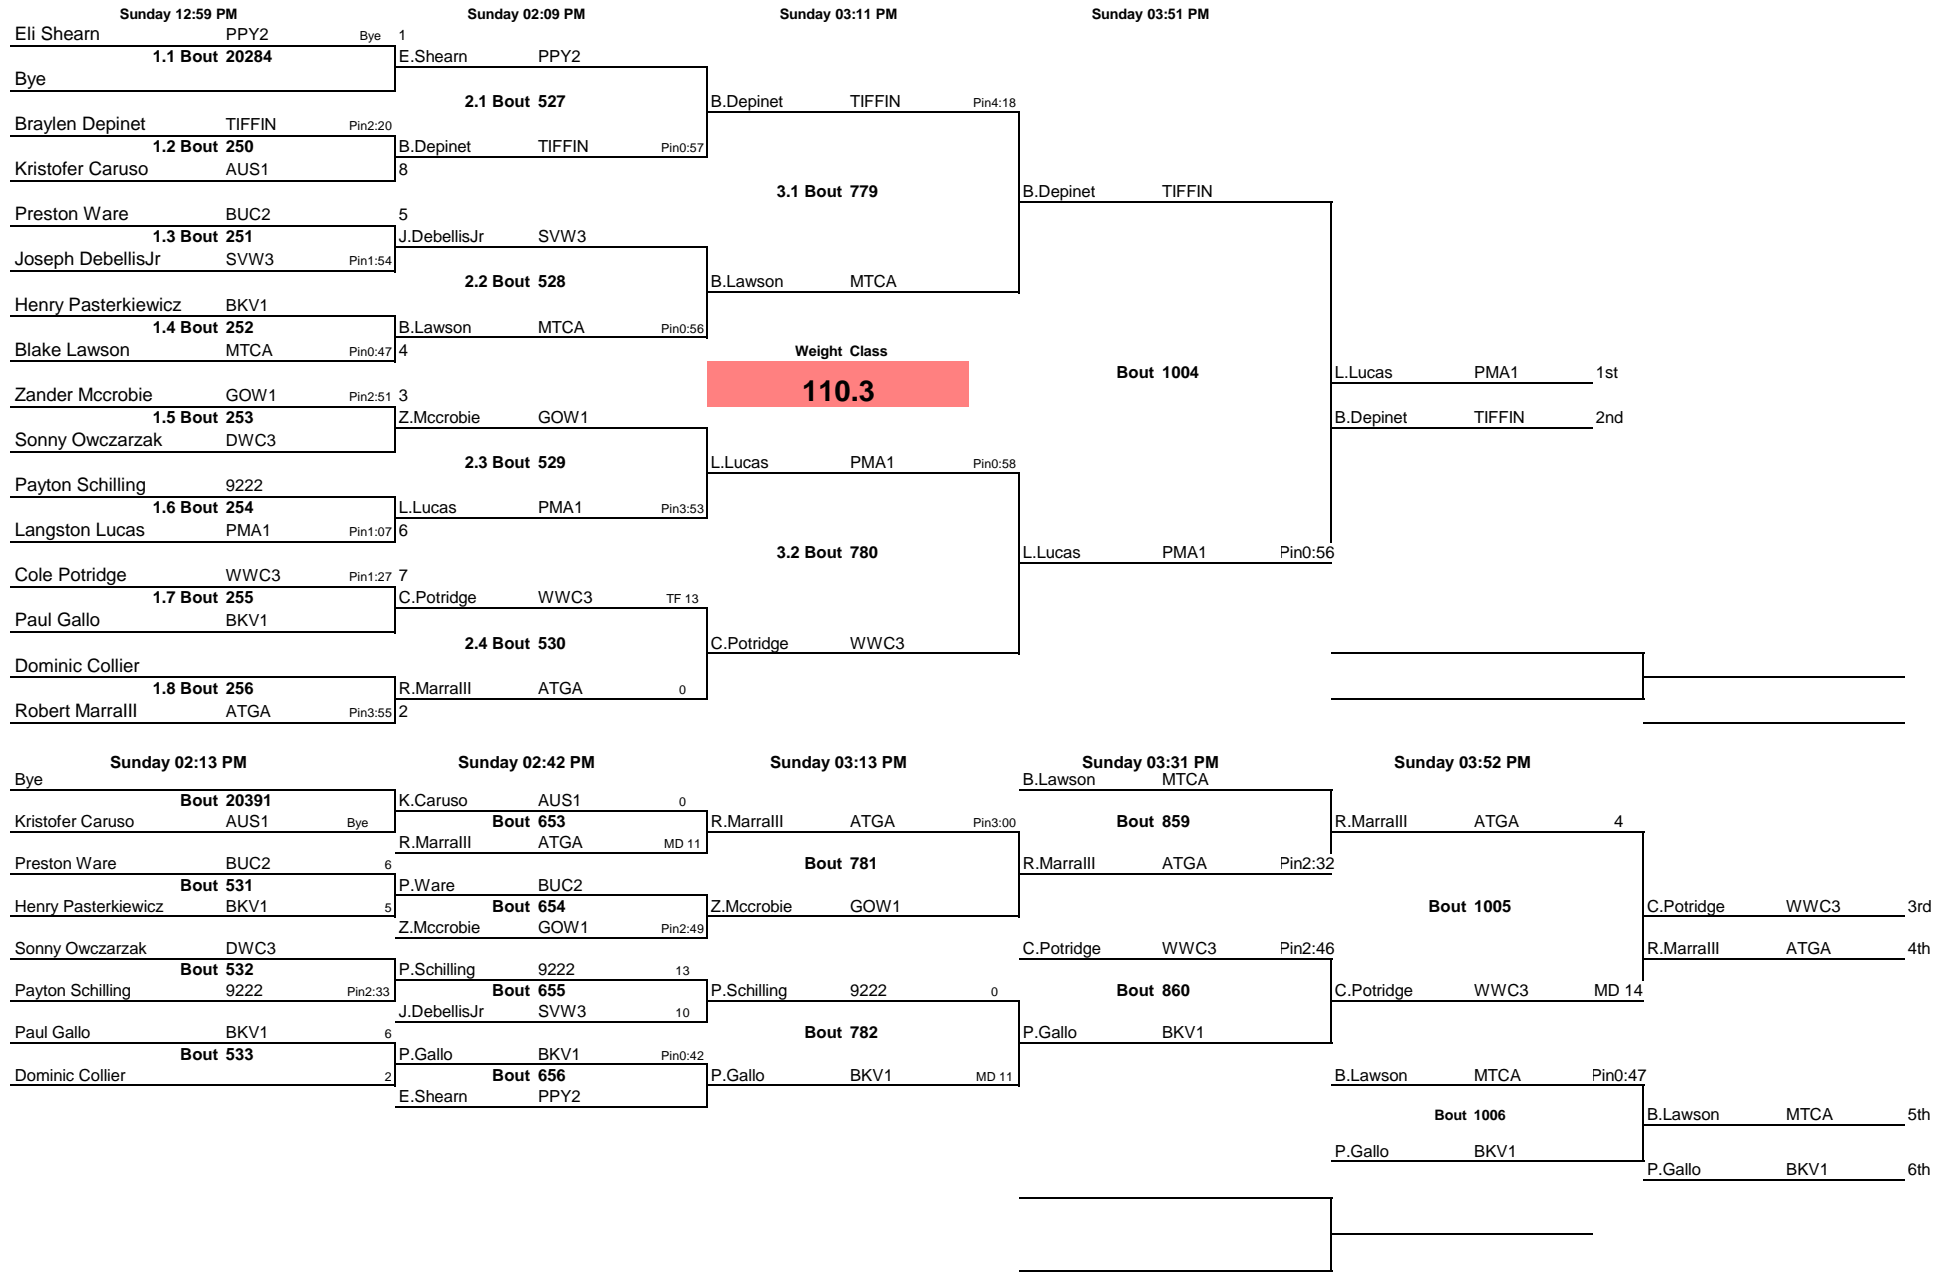 Sunday 12:59 PM Sunday 02:09 PM Sunday 03:11 PM Sunday 03:51 PM
Eli Shearn PPY2 Bye 1
1.1 Bout 20284 E.Shearn PPY2
Bye
2.1 Bout 527 B.Depinet TIFFIN Pin4:18
Braylen Depinet TIFFIN Pin2:20
1.2 Bout 250 B.Depinet TIFFIN Pin0:57
Kristofer Caruso AUS1 8
3.1 Bout 779 B.Depinet TIFFIN
Preston Ware BUC2 5
1.3 Bout 251 J.DebellisJr SVW3
Joseph DebellisJr SVW3 Pin1:54
2.2 Bout 528 B.Lawson MTCA
Henry Pasterkiewicz BKV1
1.4 Bout 252 B.Lawson MTCA Pin0:56
Blake Lawson MTCA Pin0:47 4
Weight Class
Bout 1004 L.Lucas PMA1 1st
110.3
Zander Mccrobie GOW1 Pin2:51 3
1.5 Bout 253 Z.Mccrobie GOW1 B.Depinet TIFFIN 2nd
Sonny Owczarzak DWC3
2.3 Bout 529 L.Lucas PMA1 Pin0:58
Payton Schilling 9222
1.6 Bout 254 L.Lucas PMA1 Pin3:53
Langston Lucas PMA1 Pin1:07 6
3.2 Bout 780 L.Lucas PMA1 Pin0:56
Cole Potridge WWC3 Pin1:27 7
1.7 Bout 255 C.Potridge WWC3 TF 13
Paul Gallo BKV1
2.4 Bout 530 C.Potridge WWC3
Dominic Collier
1.8 Bout 256 R.MarraIII ATGA 0
Robert MarraIII ATGA Pin3:55 2
Sunday 02:13 PM Sunday 02:42 PM Sunday 03:13 PM Sunday 03:31 PM Sunday 03:52 PM
Bye B.Lawson MTCA
Bout 20391 K.Caruso AUS1 0
Kristofer Caruso AUS1 Bye Bout 653 R.MarraIII ATGA Pin3:00 Bout 859 R.MarraIII ATGA 4
R.MarraIII ATGA MD 11
Preston Ware BUC2 6 Bout 781 R.MarraIII ATGA Pin2:32
Bout 531 P.Ware BUC2
Henry Pasterkiewicz BKV1 5 Bout 654 Z.Mccrobie GOW1 Bout 1005 C.Potridge WWC3 3rd
Z.Mccrobie GOW1 Pin2:49
Sonny Owczarzak DWC3 C.Potridge WWC3 Pin2:46 R.MarraIII ATGA 4th
Bout 532 P.Schilling 9222 13
Payton Schilling 9222 Pin2:33 Bout 655 P.Schilling 9222 0 Bout 860 C.Potridge WWC3 MD 14
J.DebellisJr SVW3 10
Paul Gallo BKV1 6 Bout 782 P.Gallo BKV1
Bout 533 P.Gallo BKV1 Pin0:42
Dominic Collier 2 Bout 656 P.Gallo BKV1 MD 11 B.Lawson MTCA Pin0:47
E.Shearn PPY2
Bout 1006 B.Lawson MTCA 5th
P.Gallo BKV1
P.Gallo BKV1 6th